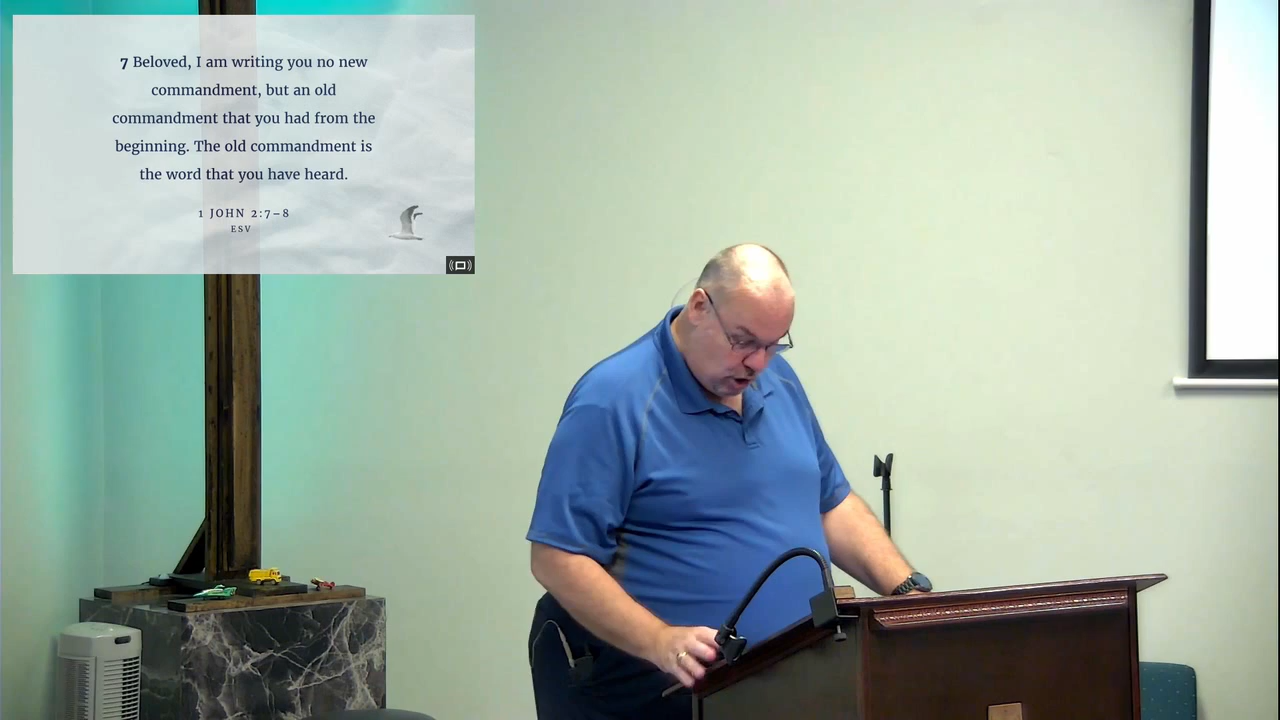 7 Beloved, I am writing you no new
commandment, but an old
commandment that you had from the
beginning. The old commandment is
the word that you have heard.
1 JOHN 2:7–8
ESV